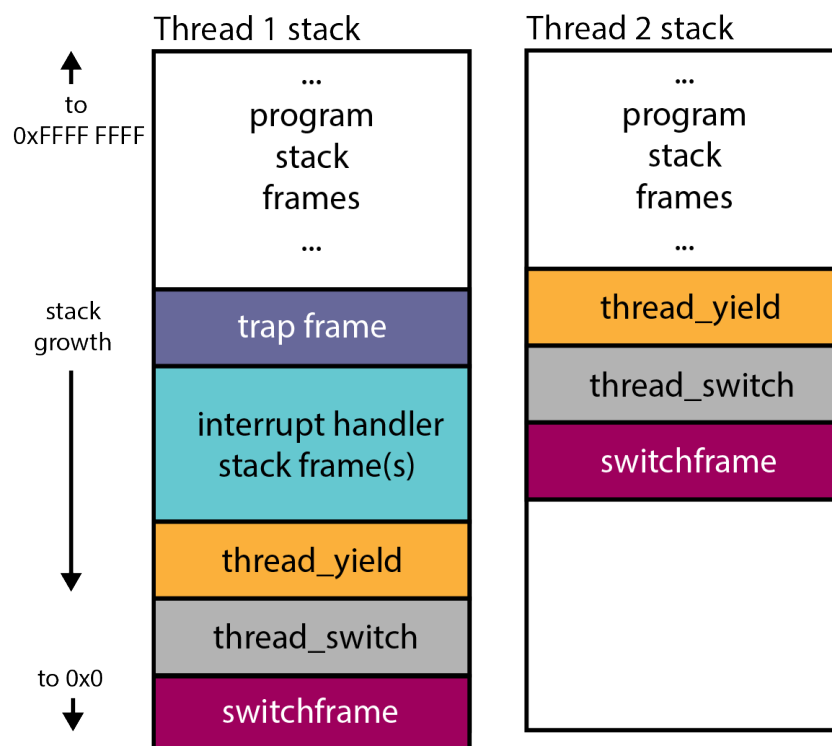 Thread 1 stack
Thread 2 stack
to
0xFFFF FFFF
stack
growth
to 0x0
...
program
stack
frames
...
trap frame
interrupt handler
stack frame(s)
thread_yield
thread_switch
switchframe
...
program
stack
frames
...
thread_yield
thread_switch
switchframe